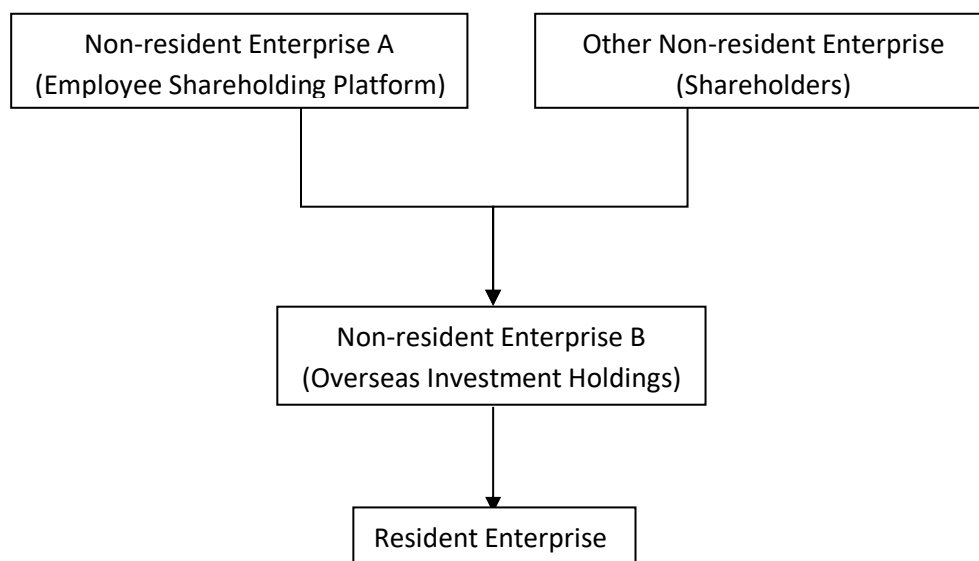 Non-resident Enterprise A
(Employee Shareholding Platform)
Other Non-resident Enterprise
(Shareholders)
Non-resident Enterprise B
(Overseas Investment Holdings)
Resident Enterprise